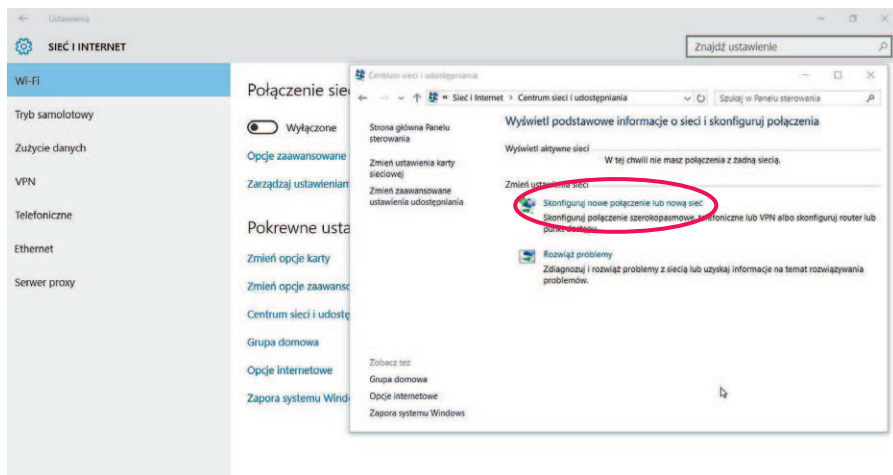 Ustawienia
SIEĆ I INTERNET
Znajdź ustawienie
Wi-Fi
Tryb samolotowy
Zużycie danych
VPN
Telefoniczne
Ethernet
Serwer proxy
Połączenie sie
Wyłączone
Opcje zaawansowane
Zarządzaj ustawieniam
Pokrewne usta
Zmień opcje karty
Zmień opcje zaawansc
Centrum sieci i udostę
Grupa domowa
Opcje internetowe
Zapora systemu Wind
Centrum sieci i udostępniania
« Sieć i Internet > Centrum sieci i udostępniania
Szukaj w Panelu sterowania
Strona główna Panelu
sterowania
Zmień ustawienia karty
sieciowej
Zmień zaawansowane
ustawienia udostępniania
Zobacz też
Grupa domowa
Opcje internetowe
Zapora systemu Windows
Wyświetl podstawowe informacje o sieci i skonfiguruj połączenia
Wyświetl aktywne sieci
W tej chwili nie masz połączenia z żadną siecią.
Zmień ustawienia sieci
Skonfiguruj nowe połączenie lub nową sieć
Skonfiguruj połączenie szerokopasmowe, telefoniczne lub VPN albo skonfiguruj router lub
punkt dostępu.
Rozwiąż problemy
Zdiagnozuj i rozwiąż problemy z siecią lub uzyskaj informacje na temat rozwiązywania
problemów.